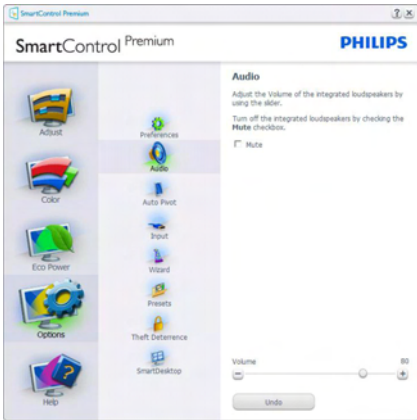 SmartControl Premium
SmartControl Premium
PHILIPS
Adjust
Color
Eco Power
Options
Help
Preferences
Audio
Auto Pivot
Input
Wizard
Presets
Theft Deterrence
SmartDesktop
Audio
Adjust the Volume of the integrated loudspeakers by
using the slider.
Turn off the integrated loudspeakers by checking the
Mute checkbox.
Mute
Volume 80
Undo